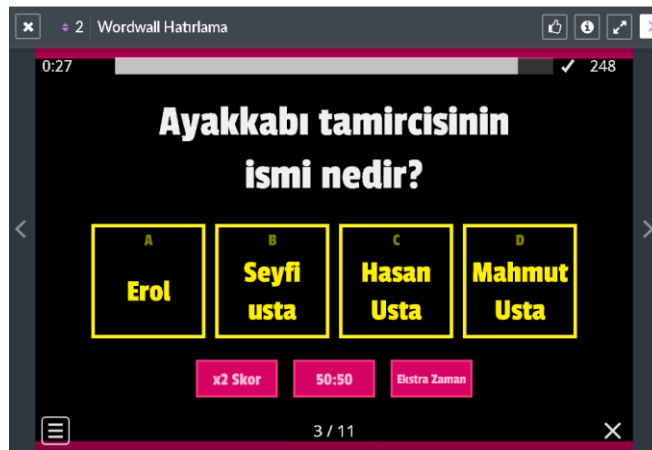 2 Wordwall Hatırlama
0:27
248
Ayakkabı tamircisinin
ismi nedir?
A
Erol
B
Seyfi
usta
C
Hasan
Usta
D
Mahmut
Usta
x2 Skor
50:50
Ekstra Zaman
3 / 11